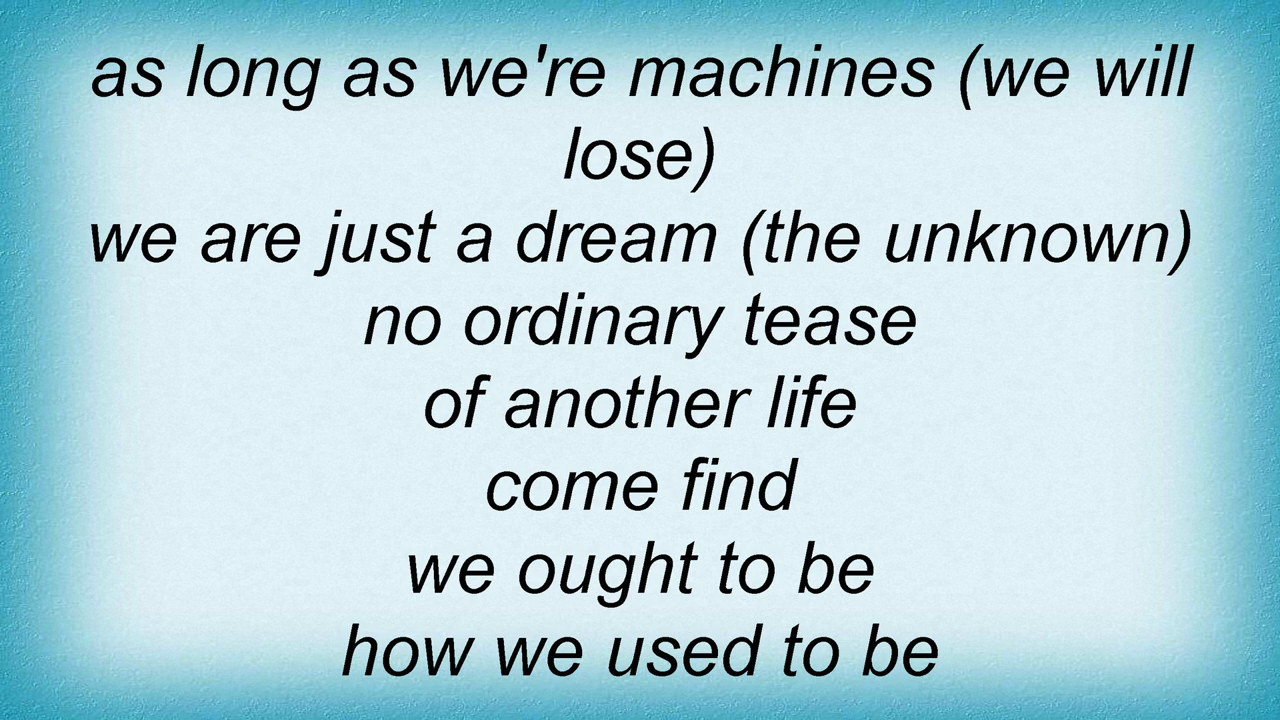 as long as we're machines (we will
lose)
we are just a dream (the unknown)
no ordinary tease
of another life
come find
we ought to be
how we used to be